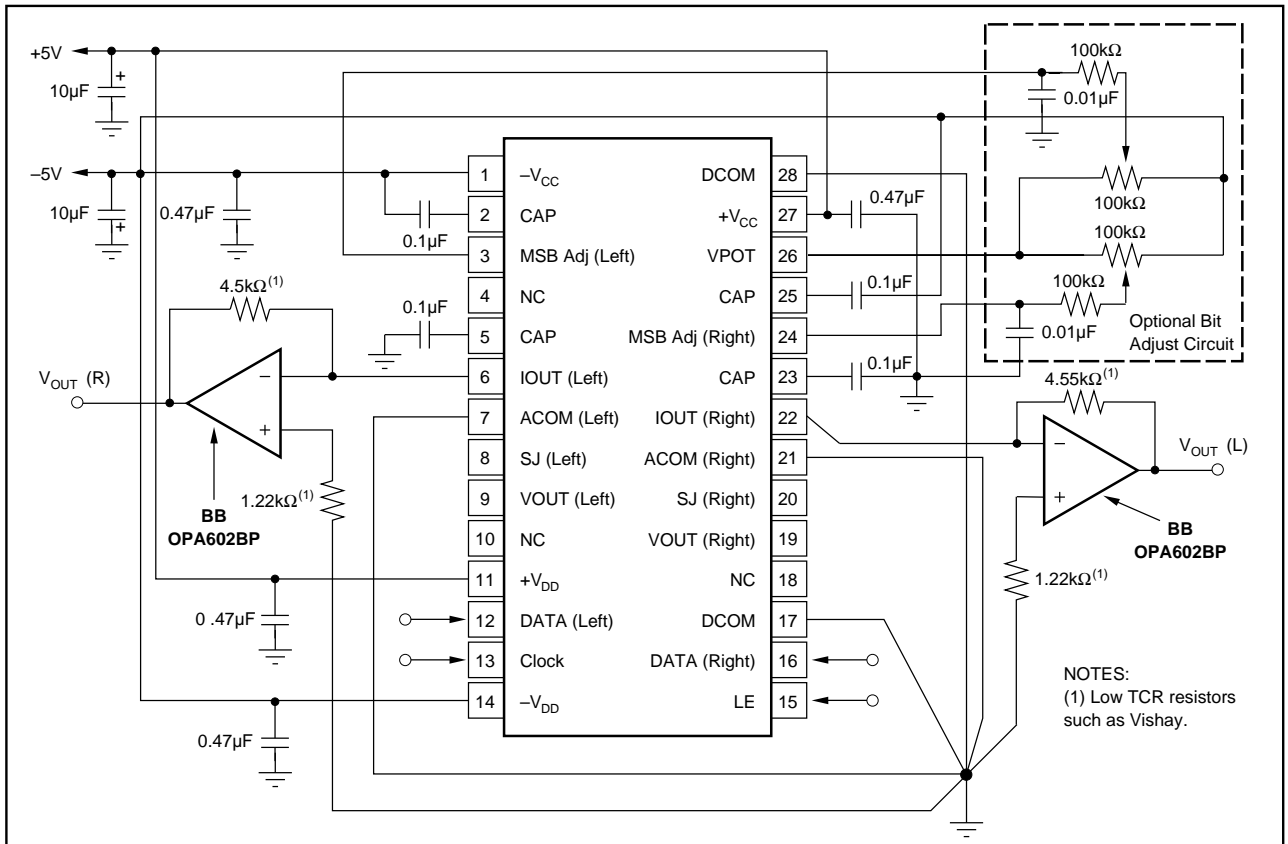 +5V
10µF
+
–5V
10µF
+
0.47µF
0.1µF
4.5kΩ(1)
0.1µF
VOUT (R)
–
+
BB
OPA602BP
1.22kΩ(1)
0 .47µF
0.47µF
1 –VCC
2 CAP
3 MSB Adj (Left)
4 NC
5 CAP
6 IOUT (Left)
7 ACOM (Left)
8 SJ (Left)
9 VOUT (Left)
10 NC
11 +VDD
12 DATA (Left)
13 Clock
14 –VDD
DCOM 28
+VCC 27
VPOT 26
CAP 25
MSB Adj (Right) 24
CAP 23
IOUT (Right) 22
ACOM (Right) 21
SJ (Right) 20
VOUT (Right) 19
NC 18
DCOM 17
DATA (Right) 16
LE 15
0.47µF
0.1µF
0.1µF
100kΩ
0.01µF
100kΩ
100kΩ
100kΩ
0.01µF
Optional Bit
Adjust Circuit
4.55kΩ(1)
–
+
VOUT (L)
BB
OPA602BP
1.22kΩ(1)
NOTES:
(1) Low TCR resistors
such as Vishay.